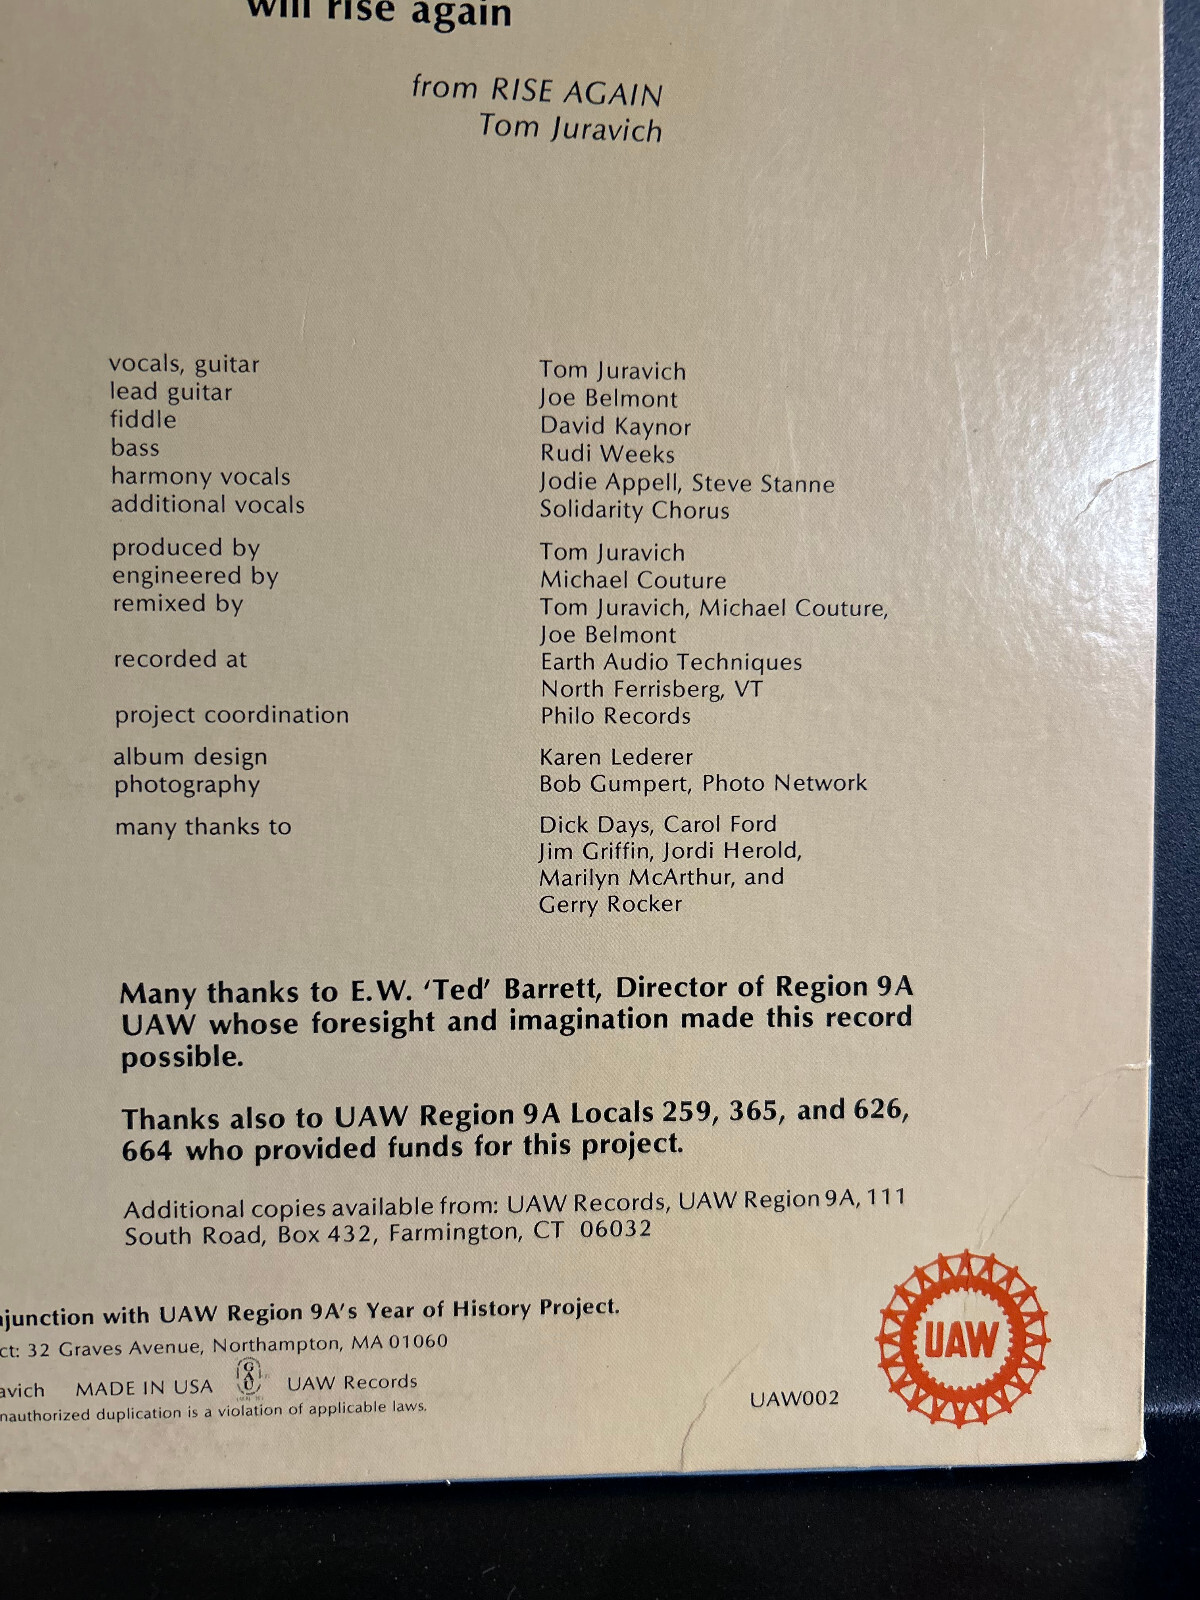 will rise again
from RISE AGAIN
Tom Juravich
vocals, guitar Tom Juravich
lead guitar Joe Belmont
fiddle David Kaynor
bass Rudi Weeks
harmony vocals Jodie Appell, Steve Stanne
additional vocals Solidarity Chorus
produced by Tom Juravich
engineered by Michael Couture
remixed by Tom Juravich, Michael Couture,
Joe Belmont
recorded at Earth Audio Techniques
North Ferrisberg, VT
project coordination Philo Records
album design Karen Lederer
photography Bob Gumpert, Photo Network
many thanks to Dick Days, Carol Ford
Jim Griffin, Jordi Herold,
Marilyn McArthur, and
Gerry Rocker
Many thanks to E.W. ‘Ted’ Barrett, Director of Region 9A
UAW whose foresight and imagination made this record
possible.
Thanks also to UAW Region 9A Locals 259, 365, and 626,
664 who provided funds for this project.
Additional copies available from: UAW Records, UAW Region 9A, 111
South Road, Box 432, Farmington, CT 06032
njunction with UAW Region 9A's Year of History Project.
ct: 32 Graves Avenue, Northampton, MA 01060
avich MADE IN USA GAU UAW Records
nauthorized duplication is a violation of applicable laws.
UAW002
UAW